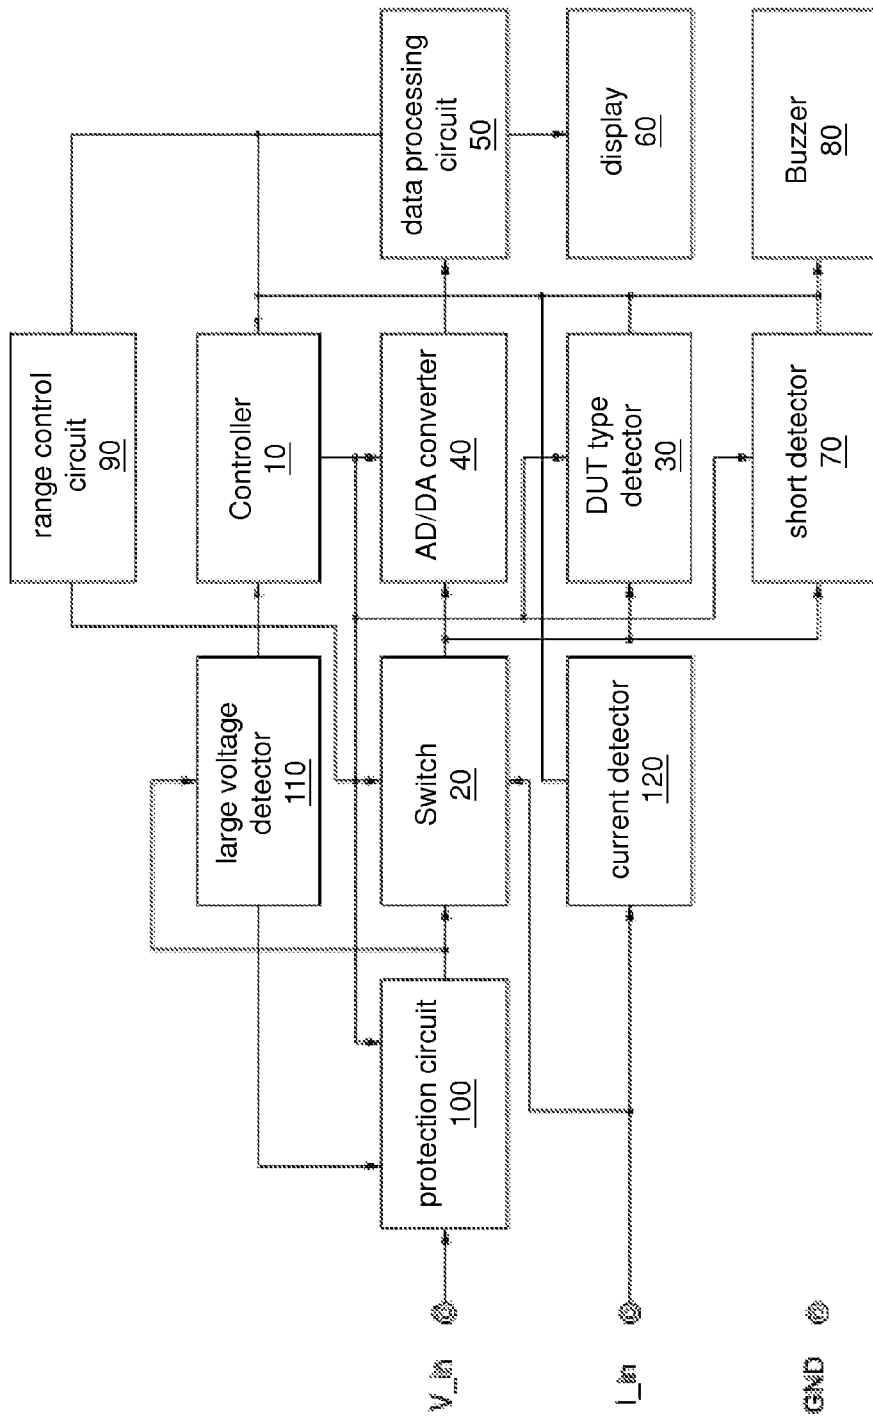 range control
circuit
90
Controller
10
data processing
circuit
50
AD/DA converter
40
display
60
DUT type
detector
30
Buzzer
80
short detector
70
large voltage
detector
110
Switch
20
current detector
120
protection circuit
100
V_in
I_in
GND